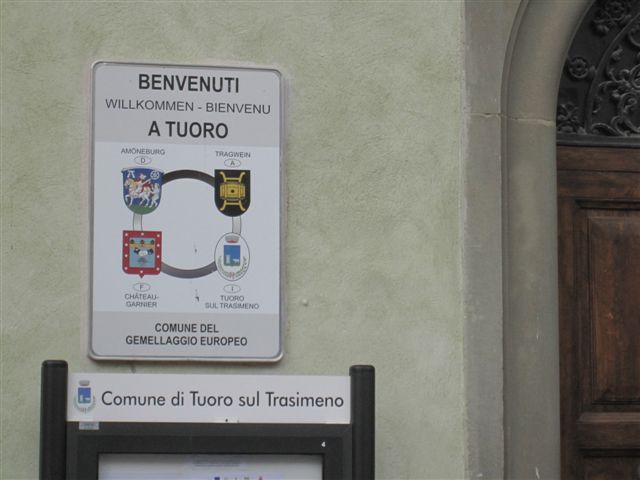 BENVENUTI
WILLKOMMEN - BIENVENU
A TUORO
AMÖNEBURG
D
TRAGWEIN
A
F
CHÂTEAU-
GARNIER
I
TUORO
SUL TRASIMENO
COMUNE DEL
GEMELLAGGIO EUROPEO
Comune di Tuoro sul Trasimeno
4